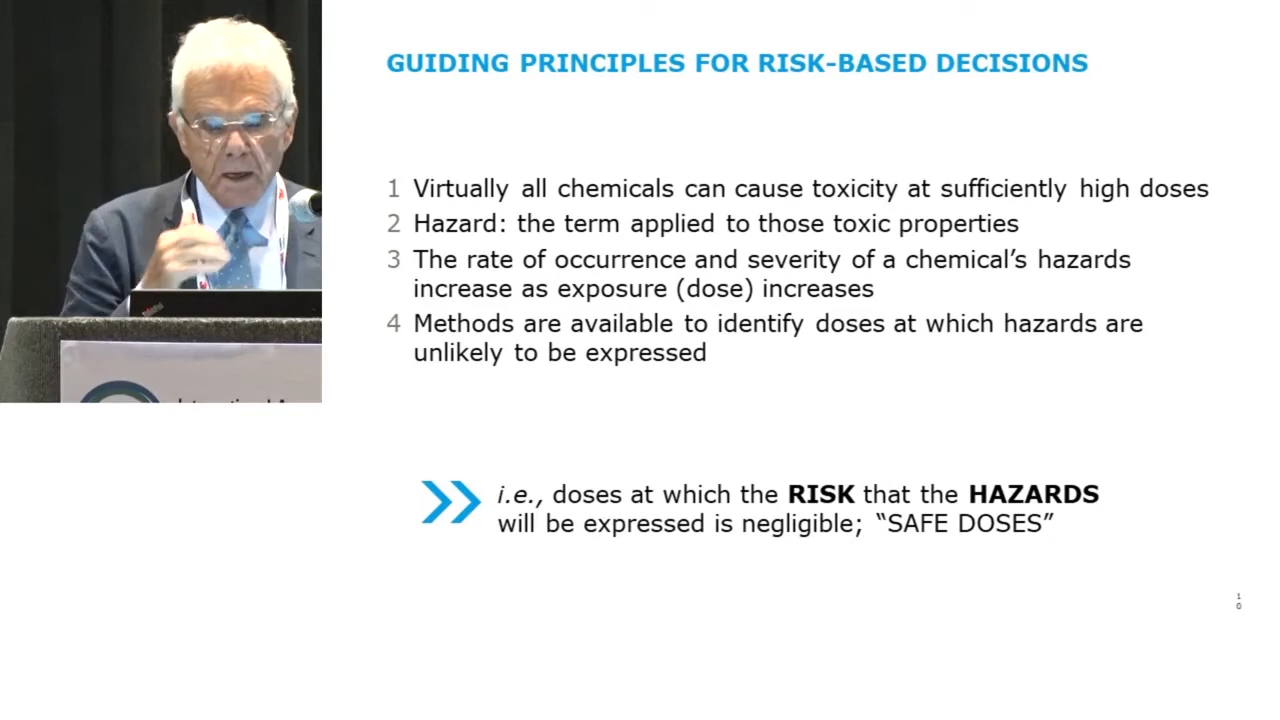 GUIDING PRINCIPLES FOR RISK-BASED DECISIONS
1 Virtually all chemicals can cause toxicity at sufficiently high doses
2 Hazard: the term applied to those toxic properties
3 The rate of occurrence and severity of a chemical’s hazards
increase as exposure (dose) increases
4 Methods are available to identify doses at which hazards are
unlikely to be expressed
i.e., doses at which the RISK that the HAZARDS
will be expressed is negligible; “SAFE DOSES”
1
0